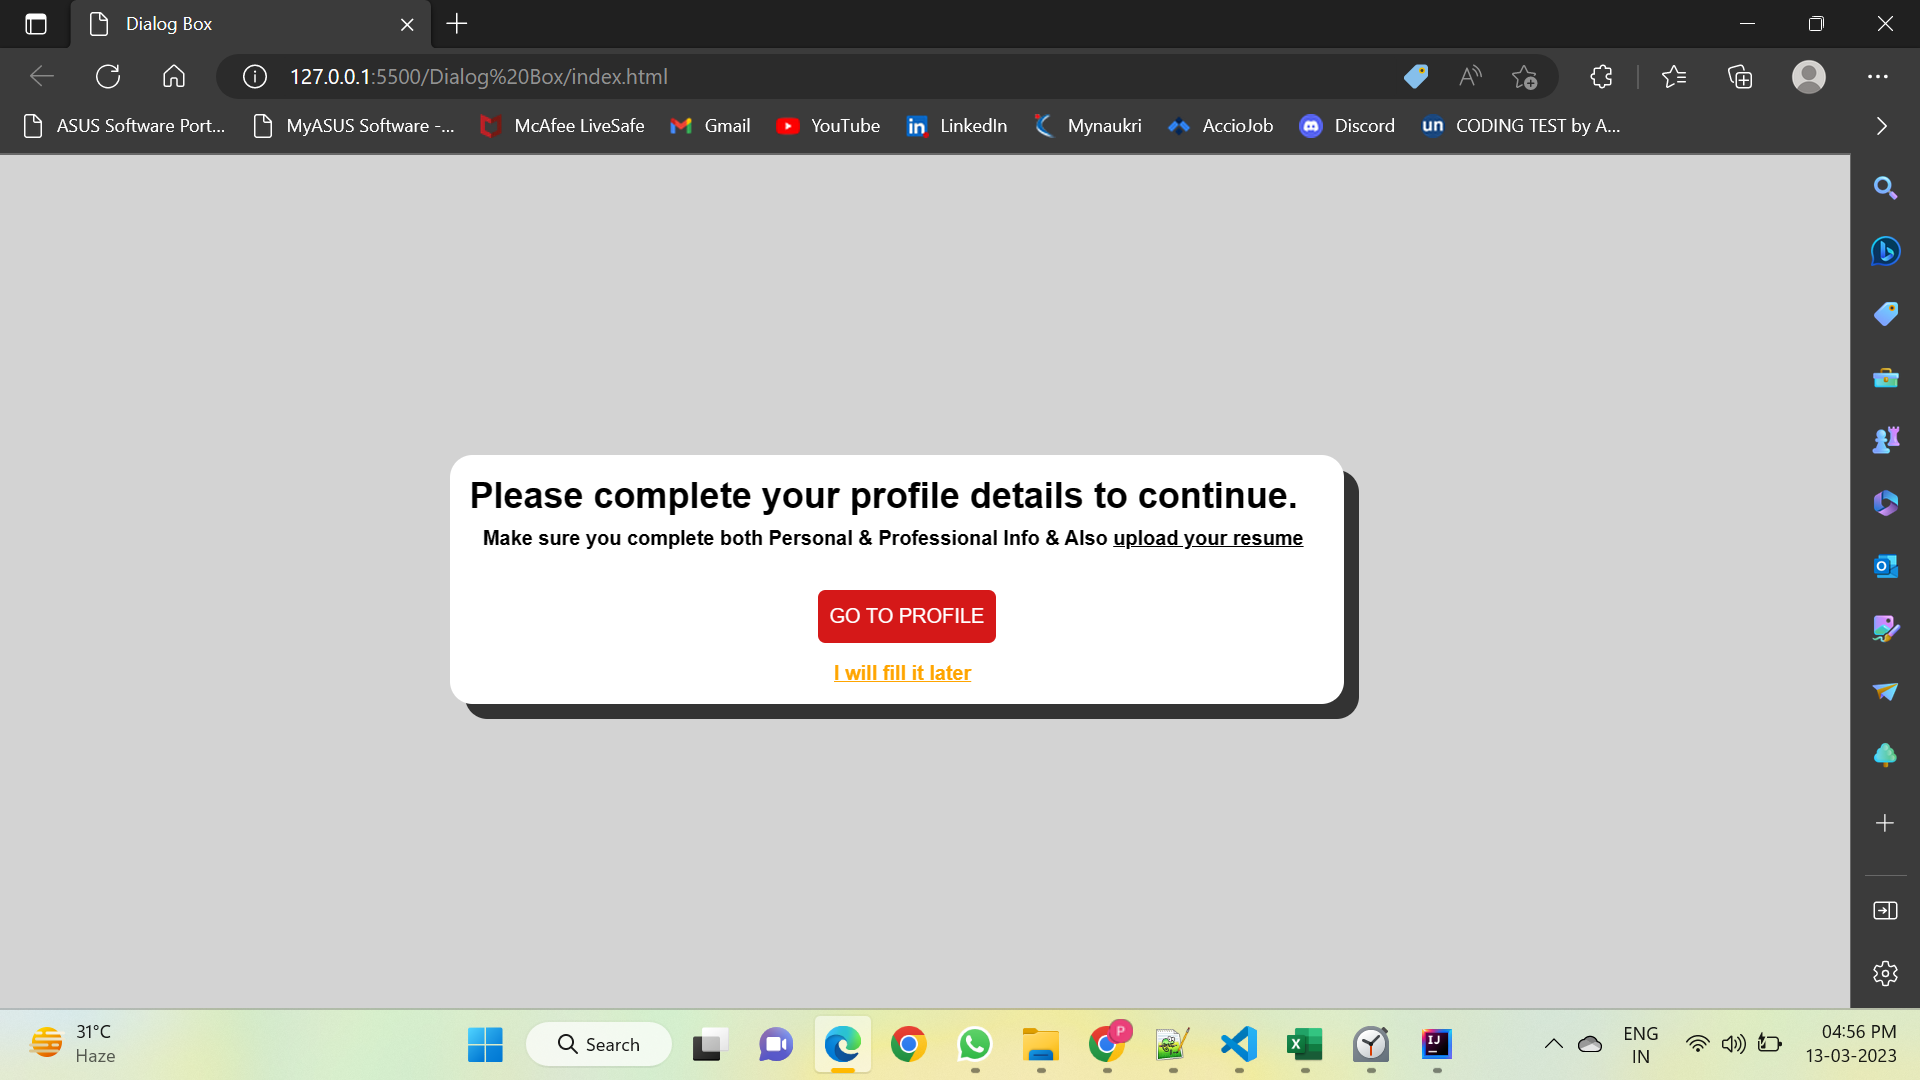 Dialog Box
127.0.0.1:5500/Dialog%20Box/index.html
ASUS Software Port... MyASUS Software -... McAfee LiveSafe Gmail YouTube LinkedIn Mynaukri AccioJob Discord CODING TEST by A...
Please complete your profile details to continue.
Make sure you complete both Personal & Professional Info & Also upload your resume
GO TO PROFILE
I will fill it later
31°C
Haze
Search
P
ENG
IN
04:56 PM
13-03-2023